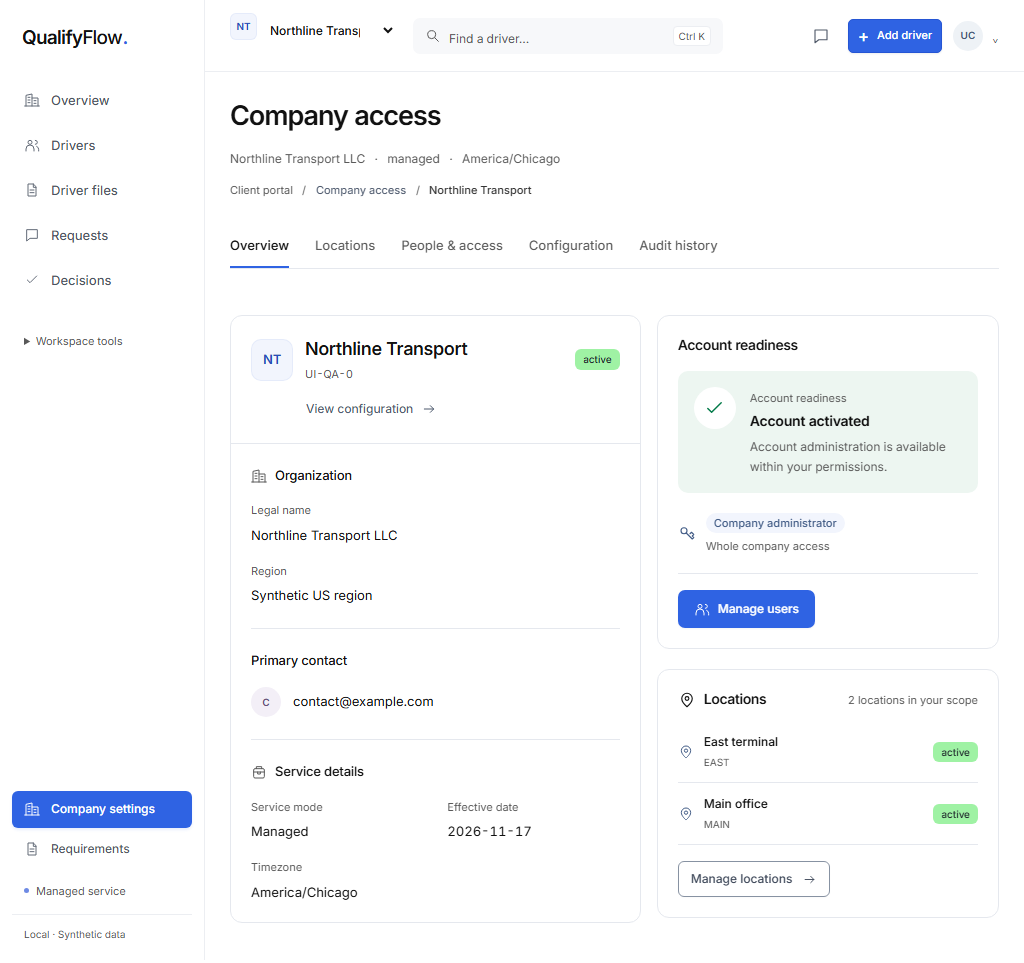 QualifyFlow.
Overview
Drivers
Driver files
Requests
Decisions
Workspace tools
Company settings
Requirements
Managed service
Local · Synthetic data
NT
Northline Transp
Find a driver...
Ctrl K
+ Add driver
UC
Company access
Northline Transport LLC · managed · America/Chicago
Client portal / Company access / Northline Transport
Overview
Locations
People & access
Configuration
Audit history
NT
Northline Transport
UI-QA-0
active
View configuration →
Organization
Legal name
Northline Transport LLC
Region
Synthetic US region
Primary contact
C
contact@example.com
Service details
Service mode
Managed
Effective date
2026-11-17
Timezone
America/Chicago
Account readiness
Account readiness
Account activated
Account administration is available
within your permissions.
Company administrator
Whole company access
Manage users
Locations
2 locations in your scope
East terminal
EAST
active
Main office
MAIN
active
Manage locations →